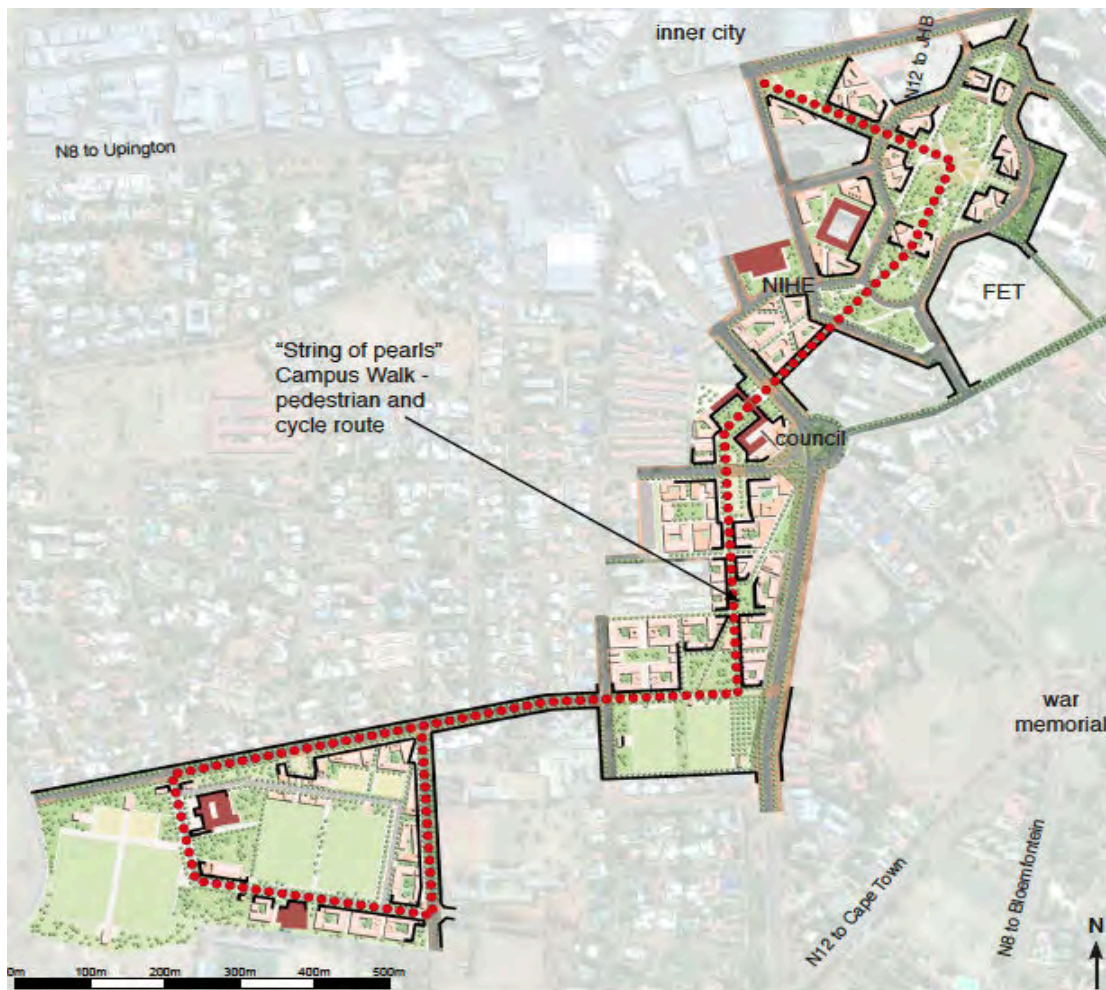 inner city
N12 to JHB
N8 to Upington
NIHE
FET
“String of pearls”
Campus Walk -
pedestrian and
cycle route
council
war
memorial
N12 to Cape Town
N8 to Bloemfontein
N
0m 100m 200m 300m 400m 500m